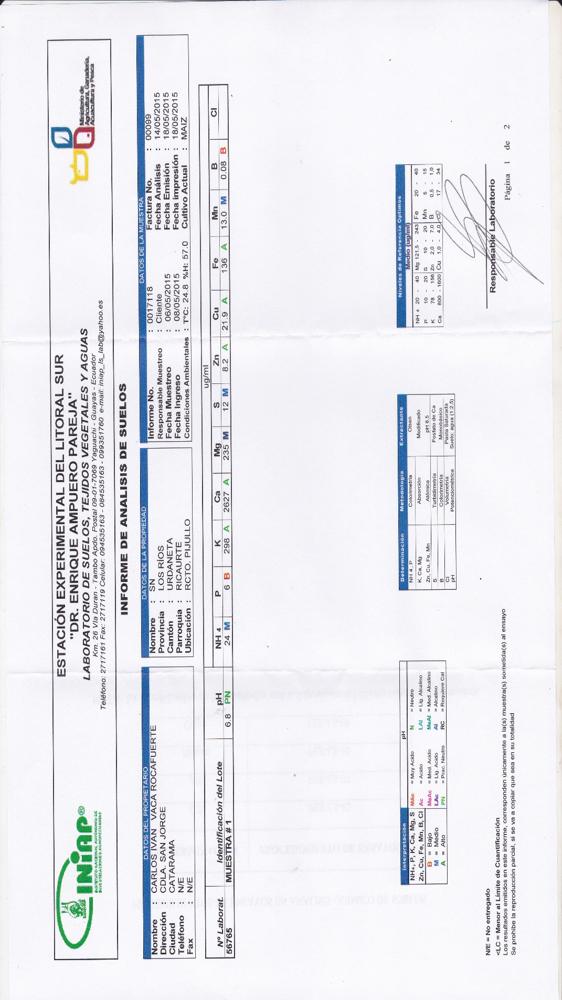 INIAP®
INSTITUTO NACIONAL AUTÓNOMO DE
INVESTIGACIONES AGROPECUARIAS
ESTACIÓN EXPERIMENTAL DEL LITORAL SUR
"DR. ENRIQUE AMPUERO PAREJA"
LABORATORIO DE SUELOS, TEJIDOS VEGETALES Y AGUAS
Km. 26 Vía Duran - Tambo Apdo. Postal 09-01-7069 Yaguachi - Guayas - Ecuador
Teléfono: 2717161 Fax: 2717119 Celular: 094535163 - 084535163 - 099351760 e-mail: iniap_ls_lab@yahoo.es
Ministerio de
Agricultura, Ganadería,
Acuacultura y Pesca
INFORME DE ANALISIS DE SUELOS
DATOS DEL PROPIETARIO
Nombre : CARLOS IVAN VACA ROCAFUERTE
Dirección : CDLA. SAN JORGE
Ciudad : CATARAMA
Teléfono : N/E
Fax : N/E
DATOS DE LA PROPIEDAD
Nombre : SN
Provincia : LOS RÍOS
Cantón : URDANETA
Parroquia : RICAURTE
Ubicación : RCTO. PIJULLO
DATOS DE LA MUESTRA
Informe No. : 0017118 Factura No. : 00099
Responsable Muestreo : Cliente Fecha Análisis : 14/05/2015
Fecha Muestreo : 06/05/2015 Fecha Emisión : 18/05/2015
Fecha Ingreso : 08/05/2015 Fecha impresión : 18/05/2015
Condiciones Ambientales : T°C: 24.8 %H: 57.0 Cultivo Actual : MAIZ
ug/ml
N° Laborat. Identificación del Lote pH NH 4 P K Ca Mg S Zn Cu Fe Mn B Cl
56765 MUESTRA # 1 6.8 PN 24 M 6 B 298 A 2627 A 235 M 12 M 8.2 A 21.9 A 136 A 13.0 M 0.08 B
Interpretación pH
NH4, P, K, Ca, Mg, S MAc = Muy Acido N = Neutro
Zn, Cu, Fe, Mn, B, Cl Ac = Acido LAl = Lig. Alcalino
B = Bajo MeAc = Med. Acido MeAl = Med. Alcalino
M = Medio LAc = Lig. Acido Al = Alcalino
A = Alto PN = Prac. Neutro RC = Requiere Cal
Determinación Metodología Extractante
NH 4, P Colorimetría Olsen
K, Ca, Mg Absorción Modificado
Zn, Cu, Fe, Mn Atómica pH 8.5
S Turbidimetría Fosfato de Ca
B Colorimetría Monobásico
Cl Volumetría Pasta Saturada
pH Potenciométrica Suelo: agua (1:2,5)
Niveles de Referencia Optimos
Medio (ug/ml)
NH 4 20 - 40 Mg 121,5 - 243 Fe 20 - 40
P 10 - 20 S 10 - 20 Mn 5 - 15
K 78 - 156 Zn 2,0 - 7,0 B 0,5 - 1,0
Ca 800 - 1600 Cu 1,0 - 4,0 Cl 17 - 34
N/E = No entregado
<LC = Menor al Límite de Cuantificación
Los resultados emitidos en este informe, corresponden únicamente a la(s) muestra(s) sometida(s) al ensayo
Se prohibe la reproducción parcial, si se va a copiar que sea en su totalidad
Responsable Laboratorio
Página 1 de 2